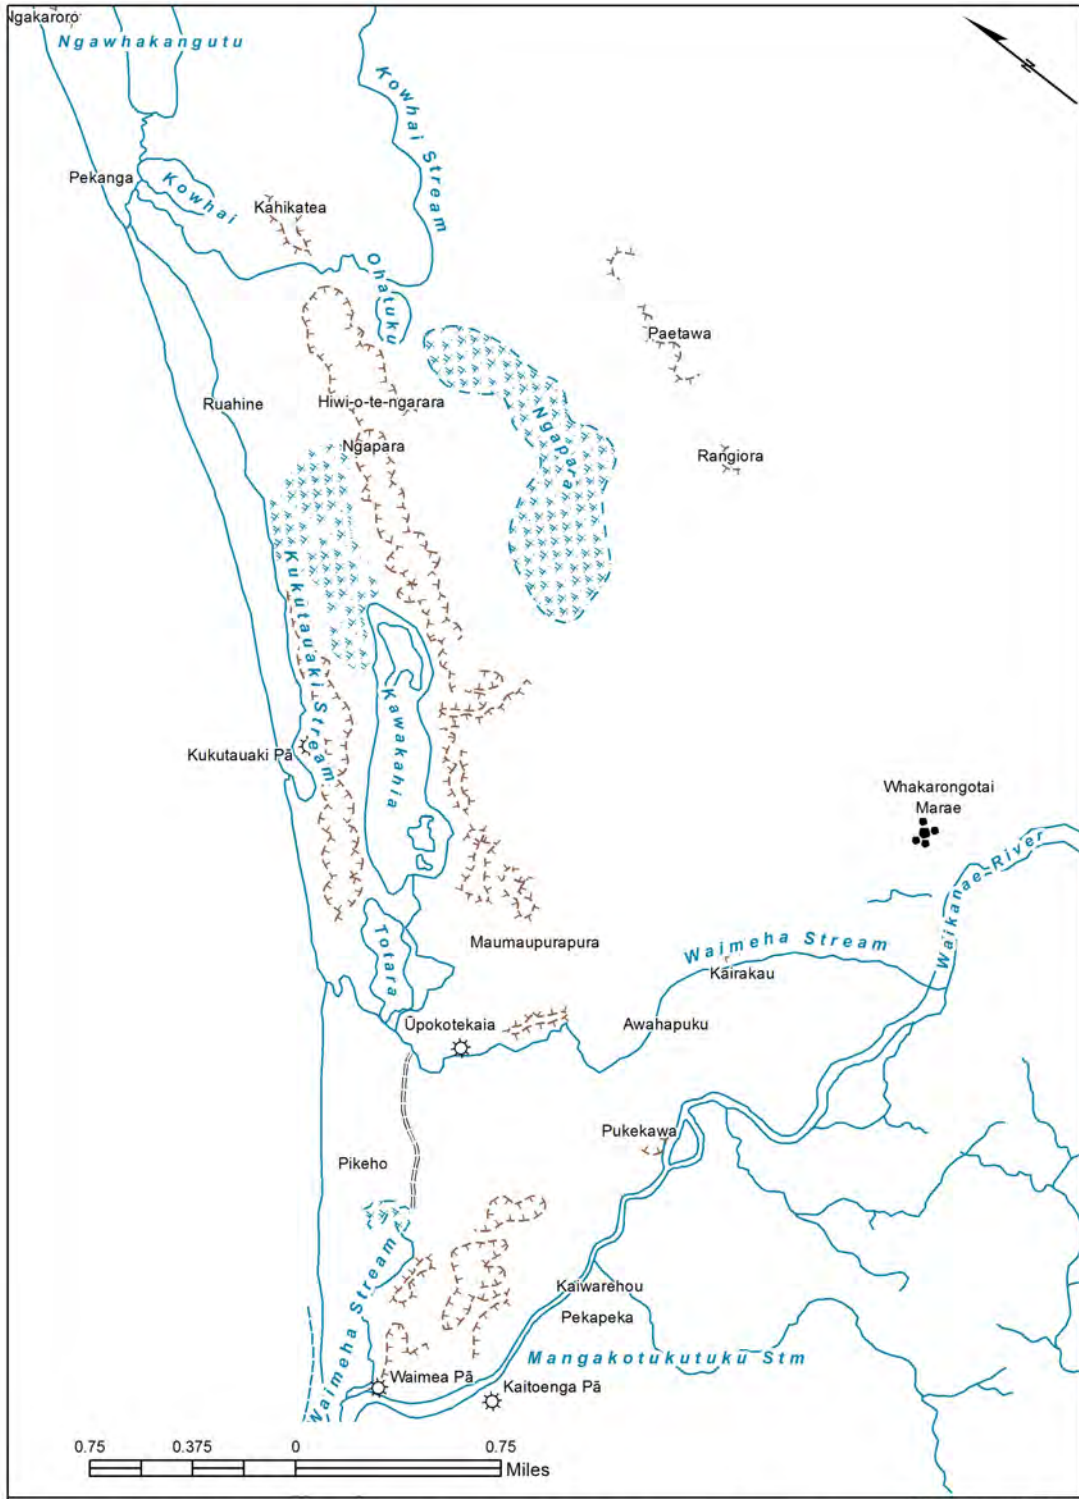 Ngakaroro
Ngawhakangutu
N
Kowhai Stream
Pekanga
Kowhai
Kahikatea
Ohatuku
Paetawa
Ruahine
Hiwi-o-te-ngarara
Ngapara
Ngapara
Rangiora
Kukutauaki Stream
Kawakahia
Kukutauaki Pā
Whakarongotai
Marae
Waikanae River
Totara
Maumaupurapura
Waimeha Stream
Kairakau
Ūpokotekaia
Awahapuku
Pukekawa
Pikeho
Waimeha Stream
Kaiwarehou
Pekapeka
Mangakotukutuku Stm
Waimea Pā
Kaitoenga Pā
0.75 0.375 0 0.75
Miles